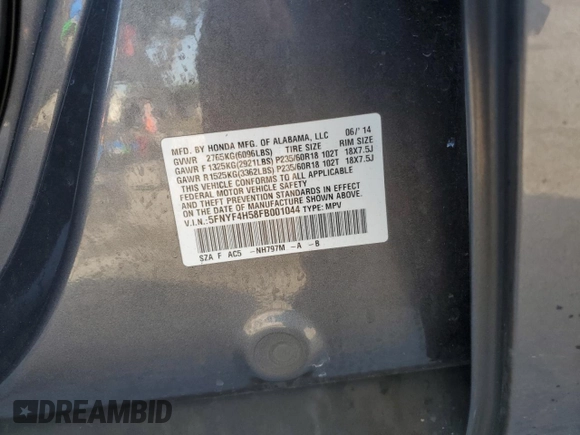 MFD. BY HONDA MFG. OF ALABAMA, LLC 06/'14
GVWR 2765KG(6096LBS) TIRE SIZE RIM SIZE
GAWR F 1325KG(2921LBS) P235/60R18 102T 18X7.5J
GAWR R 1525KG(3362LBS) P235/60R18 102T 18X7.5J
THIS VEHICLE CONFORMS TO ALL APPLICABLE
FEDERAL MOTOR VEHICLE SAFETY
AND THEFT PREVENTION STANDARDS IN EFFECT
ON THE DATE OF MANUFACTURE SHOWN ABOVE.
V.I.N.:5FNYF4H58FB001044 TYPE: MPV
SZA F AC5 -NH797M -A -B
DREAMBID